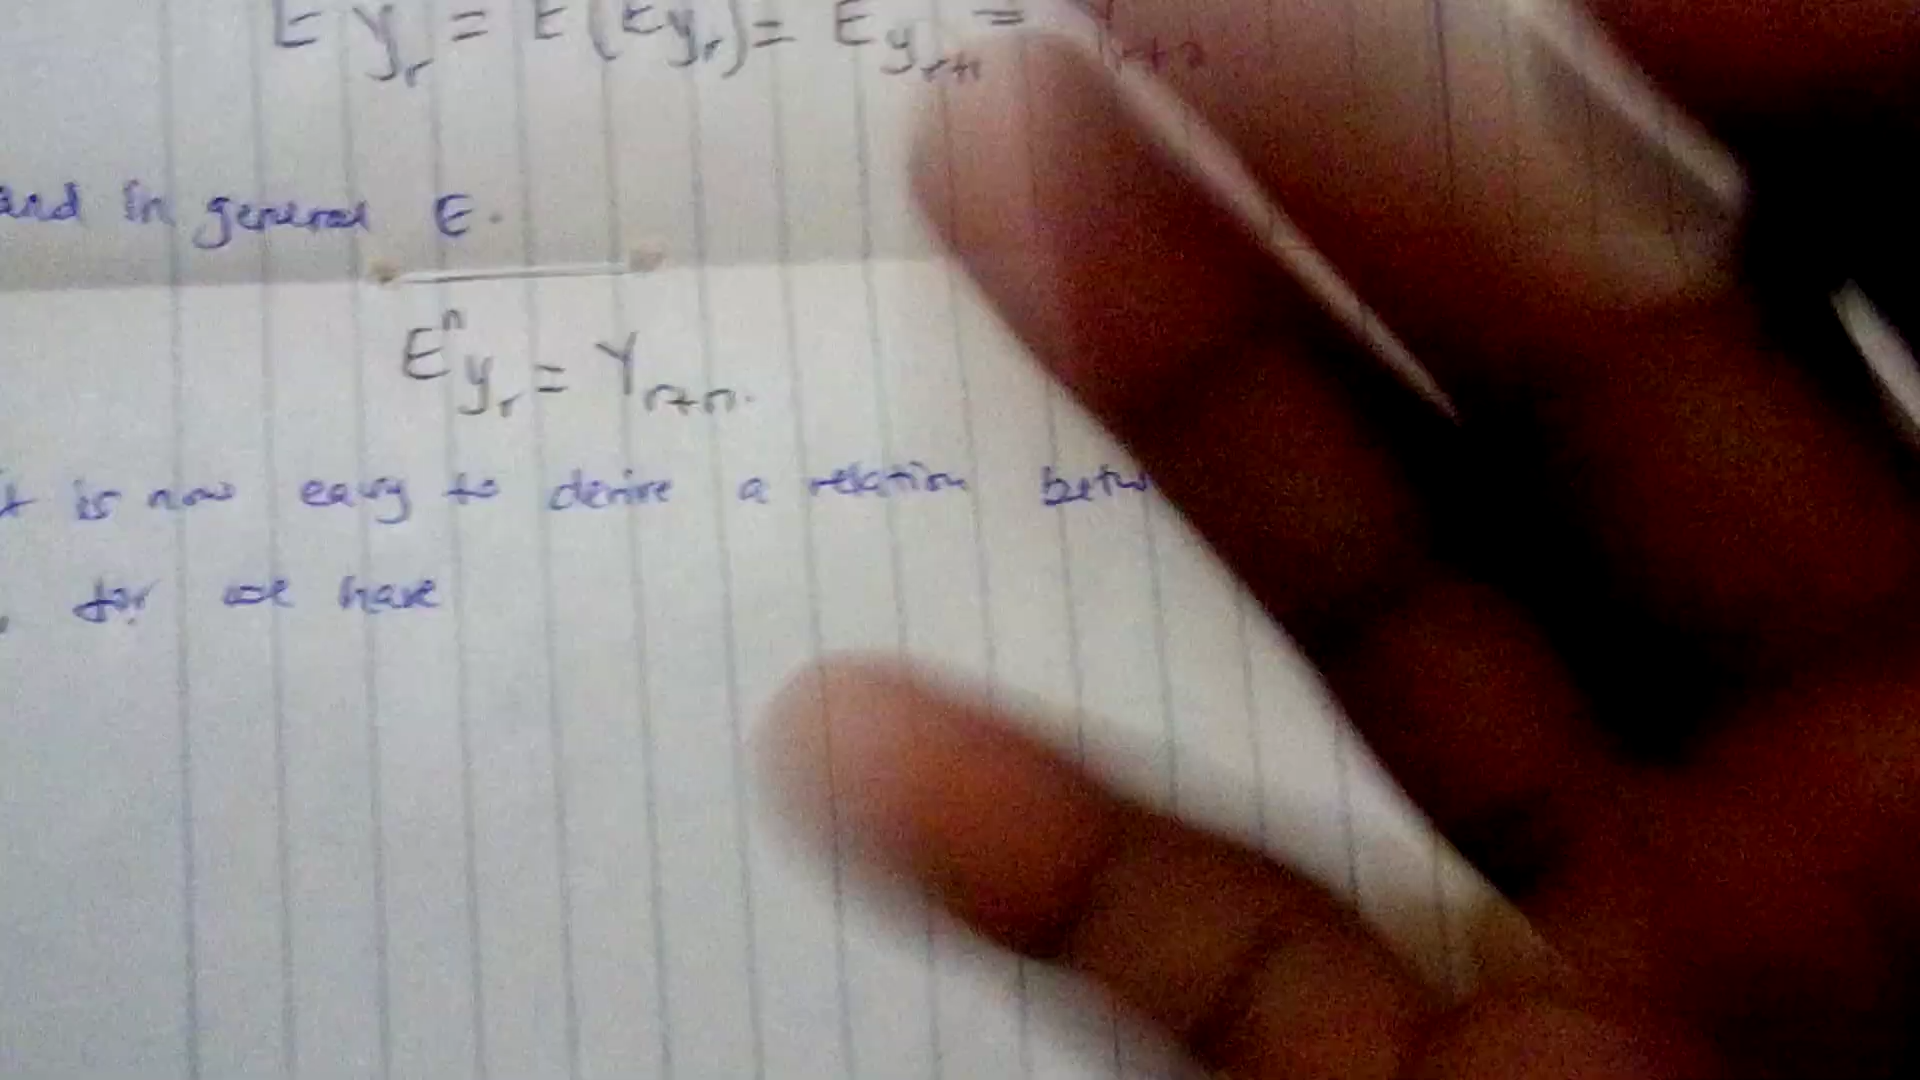 E y_r = E(E y_r) = E y_{r+1} =
and in general E.
E^n y_r = Y_{r+n}.
it is now easy to derive a relation betw
for we have